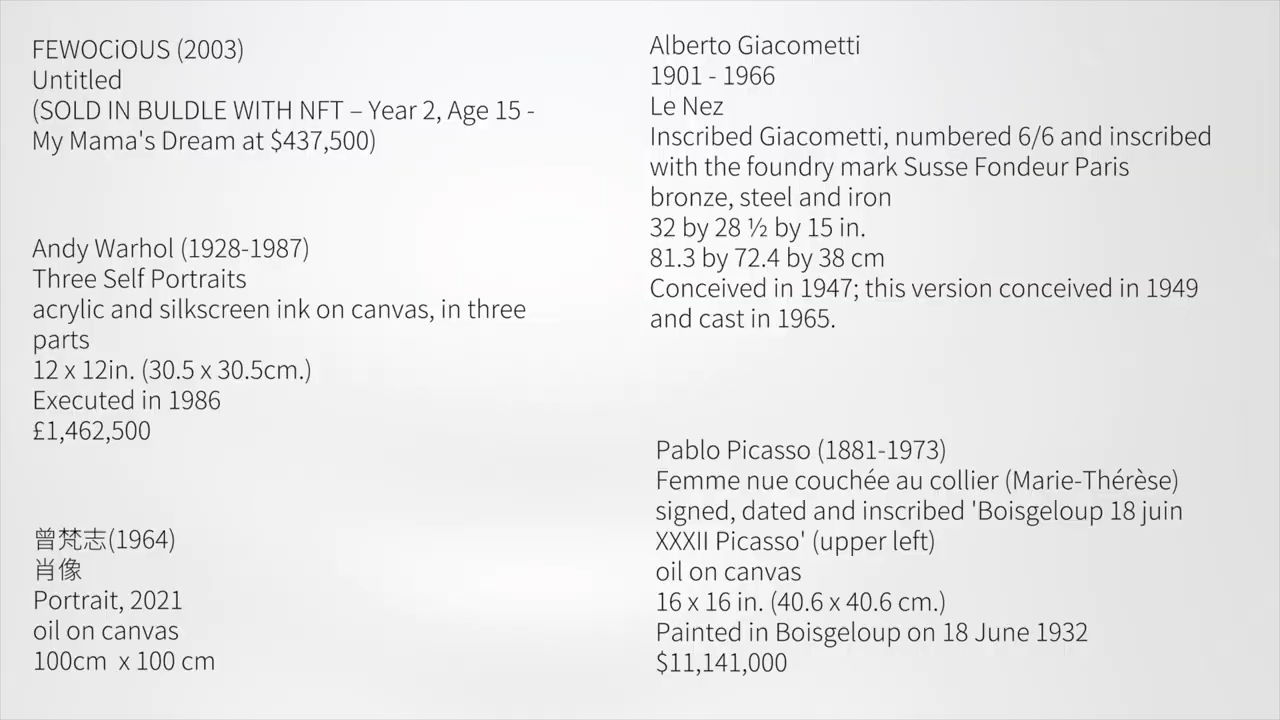 FEWOCiOUS (2003)
Untitled
(SOLD IN BULDLE WITH NFT – Year 2, Age 15 -
My Mama's Dream at $437,500)
Andy Warhol (1928-1987)
Three Self Portraits
acrylic and silkscreen ink on canvas, in three
parts
12 x 12in. (30.5 x 30.5cm.)
Executed in 1986
£1,462,500
曾梵志(1964)
肖像
Portrait, 2021
oil on canvas
100cm  x 100 cm
Alberto Giacometti
1901 - 1966
Le Nez
Inscribed Giacometti, numbered 6/6 and inscribed
with the foundry mark Susse Fondeur Paris
bronze, steel and iron
32 by 28 ½ by 15 in.
81.3 by 72.4 by 38 cm
Conceived in 1947; this version conceived in 1949
and cast in 1965.
Pablo Picasso (1881-1973)
Femme nue couchée au collier (Marie-Thérèse)
signed, dated and inscribed 'Boisgeloup 18 juin
XXXII Picasso' (upper left)
oil on canvas
16 x 16 in. (40.6 x 40.6 cm.)
Painted in Boisgeloup on 18 June 1932
$11,141,000